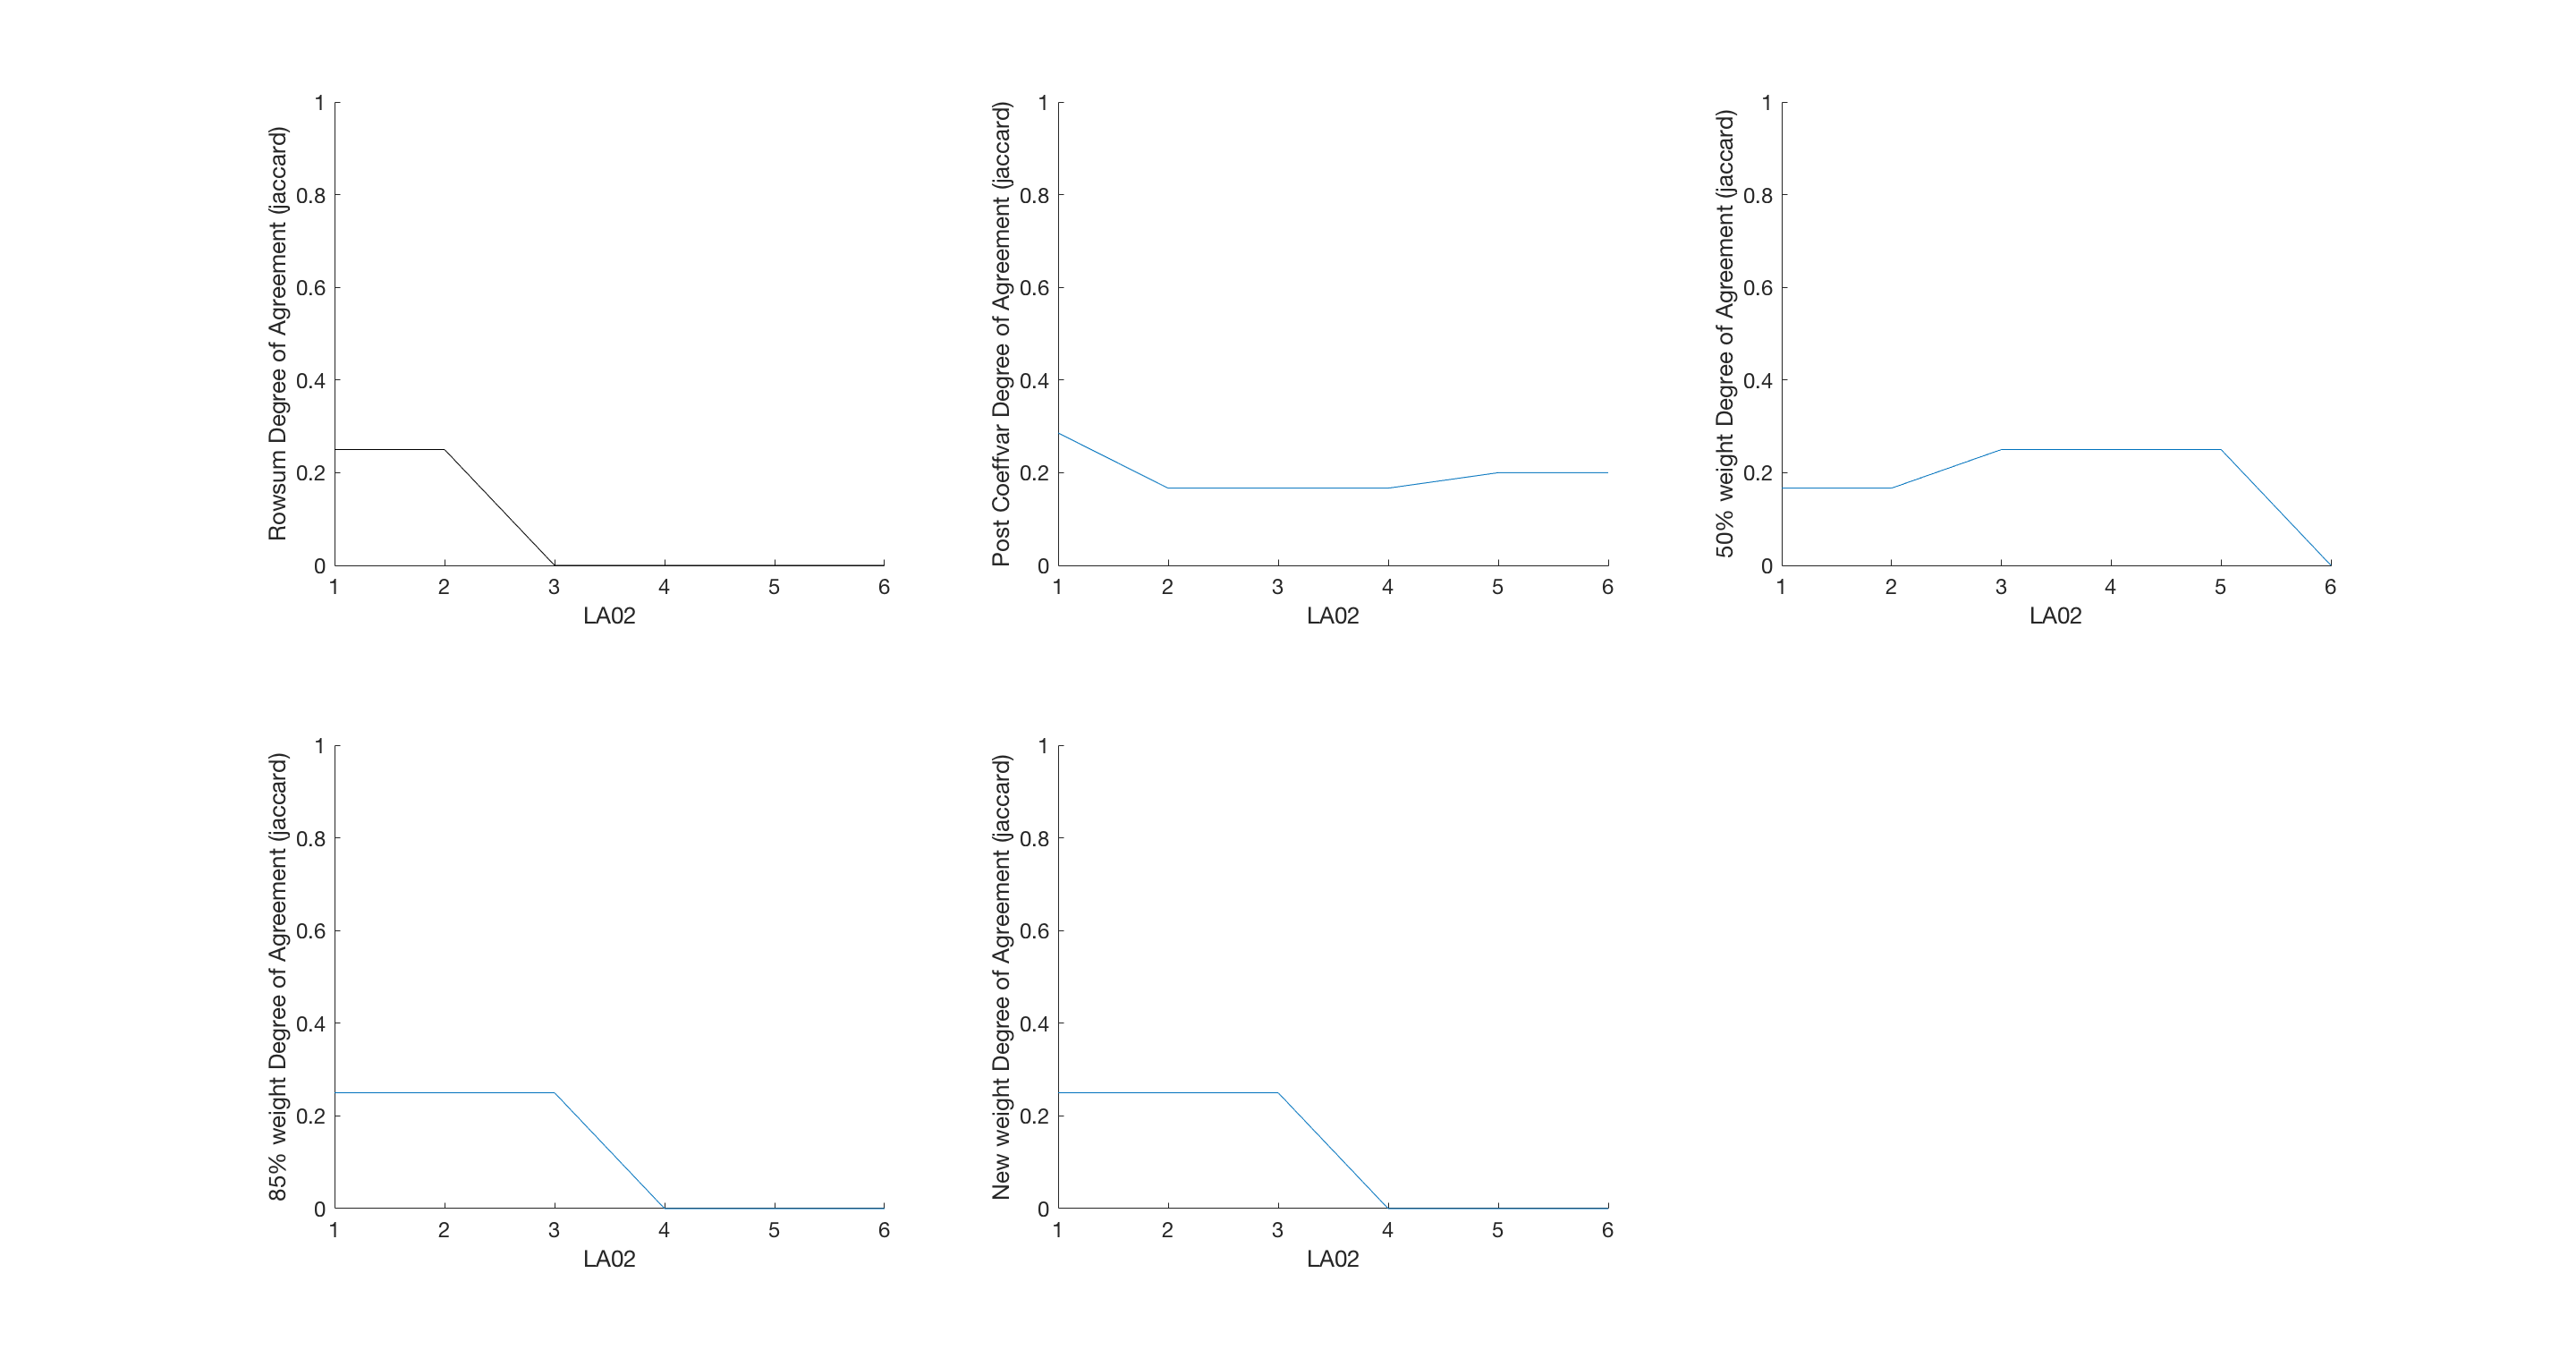 Rowsum Degree of Agreement (jaccard)
1
0.8
0.6
0.4
0.2
0
1 2 3 4 5 6
LA02
Post Coeffvar Degree of Agreement (jaccard)
1
0.8
0.6
0.4
0.2
0
1 2 3 4 5 6
LA02
50% weight Degree of Agreement (jaccard)
1
0.8
0.6
0.4
0.2
0
1 2 3 4 5 6
LA02
85% weight Degree of Agreement (jaccard)
1
0.8
0.6
0.4
0.2
0
1 2 3 4 5 6
LA02
New weight Degree of Agreement (jaccard)
1
0.8
0.6
0.4
0.2
0
1 2 3 4 5 6
LA02